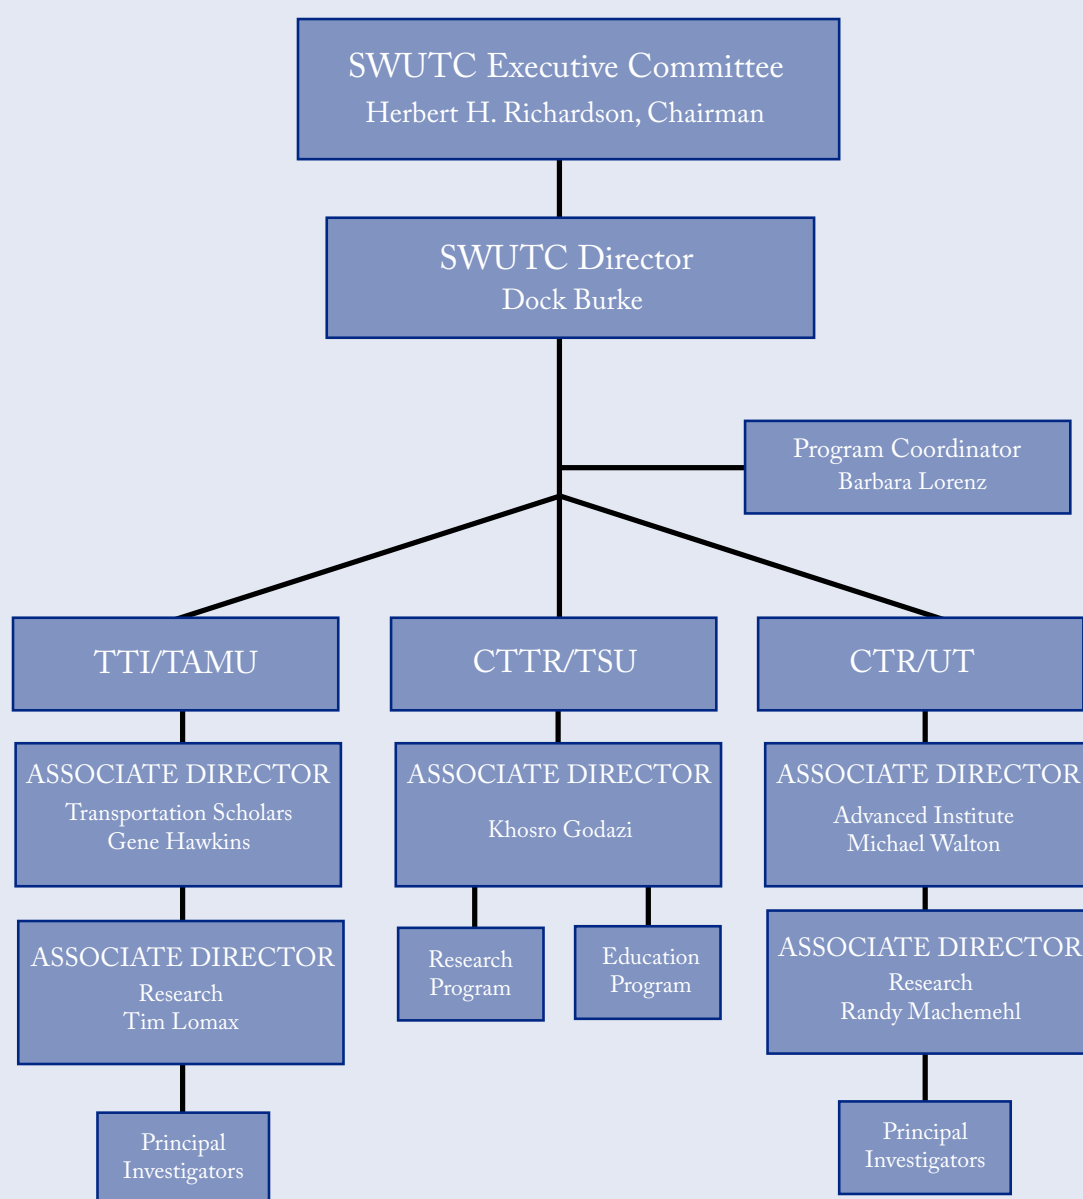 SWUTC Executive Committee
Herbert H. Richardson, Chairman
SWUTC Director
Dock Burke
Program Coordinator
Barbara Lorenz
TTI/TAMU
CTTR/TSU
CTR/UT
ASSOCIATE DIRECTOR
Transportation Scholars
Gene Hawkins
ASSOCIATE DIRECTOR
Khosro Godazi
ASSOCIATE DIRECTOR
Advanced Institute
Michael Walton
ASSOCIATE DIRECTOR
Research
Tim Lomax
Research
Program
Education
Program
ASSOCIATE DIRECTOR
Research
Randy Machemehl
Principal
Investigators
Principal
Investigators